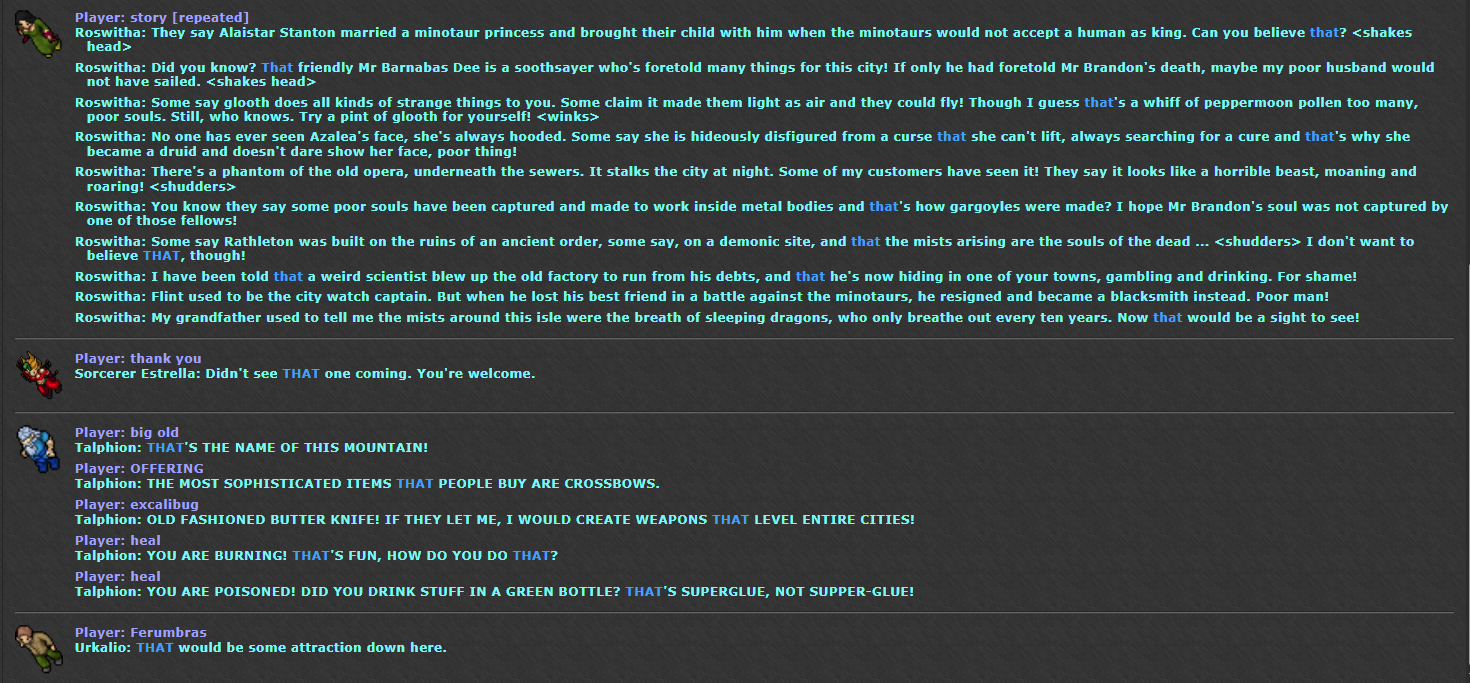 Player: story [repeated]
Roswitha: They say Alaistar Stanton married a minotaur princess and brought their child with him when the minotaurs would not accept a human as king. Can you believe that? <shakes
head>
Roswitha: Did you know? That friendly Mr Barnabas Dee is a soothsayer who's foretold many things for this city! If only he had foretold Mr Brandon's death, maybe my poor husband would
not have sailed. <shakes head>
Roswitha: Some say glooth does all kinds of strange things to you. Some claim it made them light as air and they could fly! Though I guess that's a whiff of peppermoon pollen too many,
poor souls. Still, who knows. Try a pint of glooth for yourself! <winks>
Roswitha: No one has ever seen Azalea's face, she's always hooded. Some say she is hideously disfigured from a curse that she can't lift, always searching for a cure and that's why she
became a druid and doesn't dare show her face, poor thing!
Roswitha: There's a phantom of the old opera, underneath the sewers. It stalks the city at night. Some of my customers have seen it! They say it looks like a horrible beast, moaning and
roaring! <shudders>
Roswitha: You know they say some poor souls have been captured and made to work inside metal bodies and that's how gargoyles were made? I hope Mr Brandon's soul was not captured by
one of those fellows!
Roswitha: Some say Rathleton was built on the ruins of an ancient order, some say, on a demonic site, and that the mists arising are the souls of the dead ... <shudders> I don't want to
believe THAT, though!
Roswitha: I have been told that a weird scientist blew up the old factory to run from his debts, and that he's now hiding in one of your towns, gambling and drinking. For shame!
Roswitha: Flint used to be the city watch captain. But when he lost his best friend in a battle against the minotaurs, he resigned and became a blacksmith instead. Poor man!
Roswitha: My grandfather used to tell me the mists around this isle were the breath of sleeping dragons, who only breathe out every ten years. Now that would be a sight to see!
Player: thank you
Sorcerer Estrella: Didn't see THAT one coming. You're welcome.
Player: big old
Talphion: THAT'S THE NAME OF THIS MOUNTAIN!
Player: OFFERING
Talphion: THE MOST SOPHISTICATED ITEMS THAT PEOPLE BUY ARE CROSSBOWS.
Player: excalibug
Talphion: OLD FASHIONED BUTTER KNIFE! IF THEY LET ME, I WOULD CREATE WEAPONS THAT LEVEL ENTIRE CITIES!
Player: heal
Talphion: YOU ARE BURNING! THAT'S FUN, HOW DO YOU DO THAT?
Player: heal
Talphion: YOU ARE POISONED! DID YOU DRINK STUFF IN A GREEN BOTTLE? THAT'S SUPERGLUE, NOT SUPPER-GLUE!
Player: Ferumbras
Urkalio: THAT would be some attraction down here.